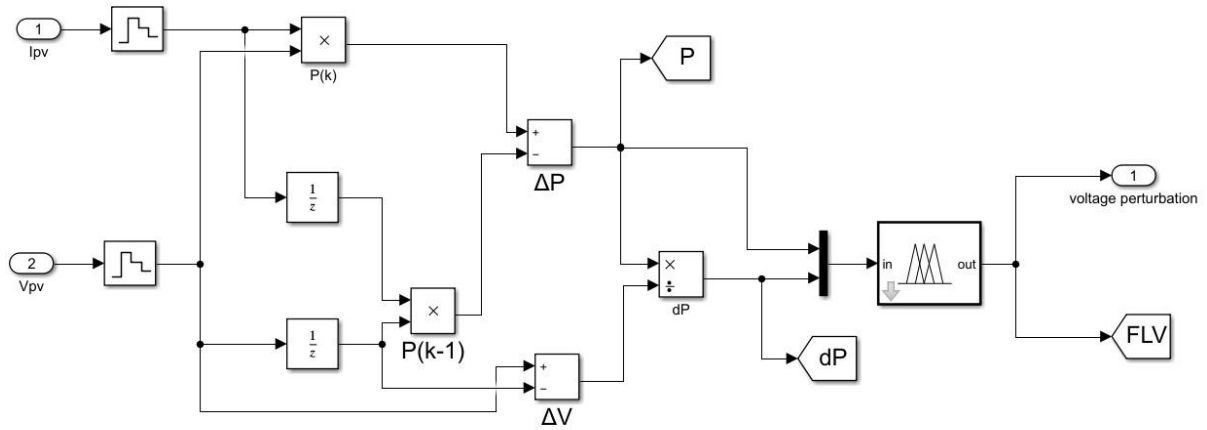 1
Ipv
×
P(k)
P
+
−
ΔP
1
z
1
voltage perturbation
2
Vpv
×
÷
dP
in
out
×
P(k-1)
1
z
+
−
ΔV
dP
FLV